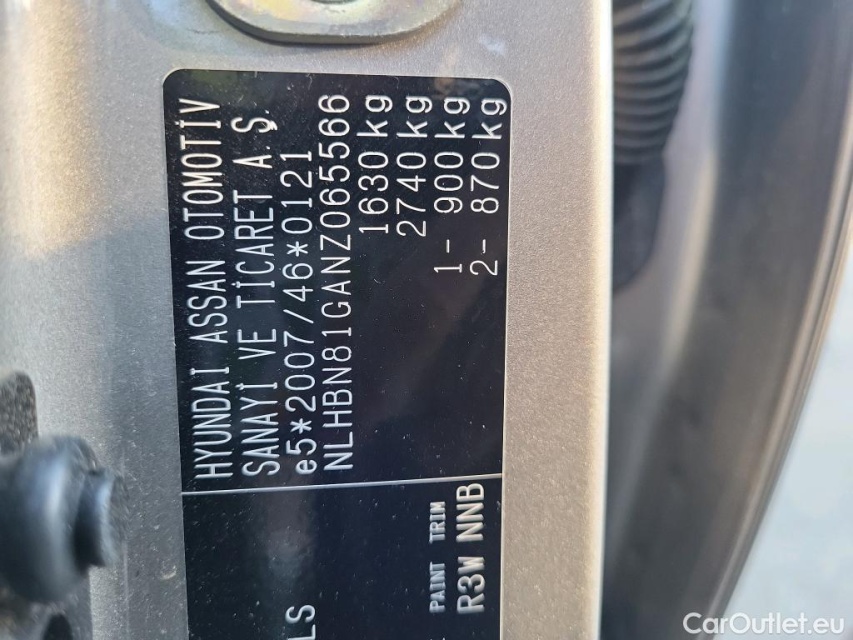 HYUNDAI ASSAN OTOMOTİV
SANAYİ VE TİCARET A.Ş.
e5*2007/46*0121
NLHBN81GANZ065566
1630 kg
2740 kg
1- 900 kg
2- 870 kg
LS
PAINT TRIM
R3W NNB
CarOutlet.eu